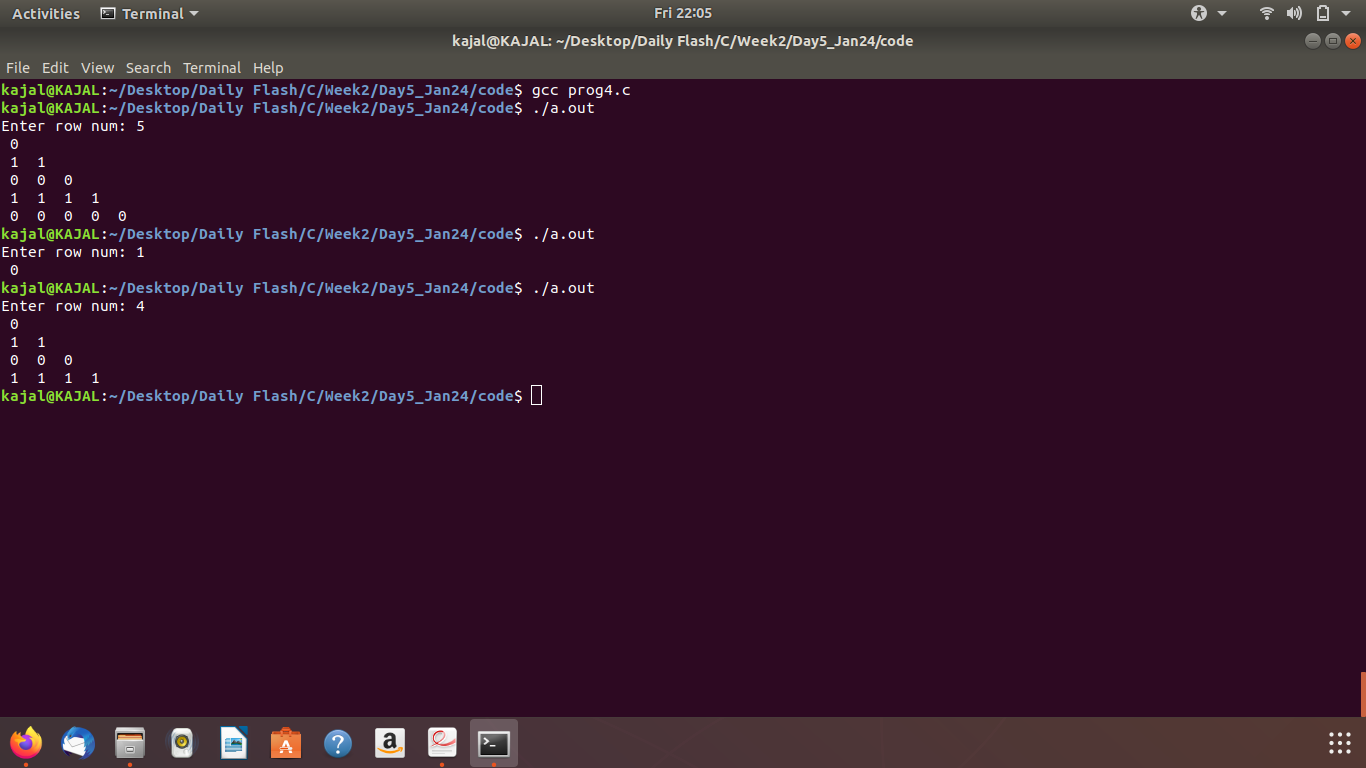 Activities Terminal Fri 22:05
kajal@KAJAL: ~/Desktop/Daily Flash/C/Week2/Day5_Jan24/code
File Edit View Search Terminal Help
kajal@KAJAL:~/Desktop/Daily Flash/C/Week2/Day5_Jan24/code$ gcc prog4.c
kajal@KAJAL:~/Desktop/Daily Flash/C/Week2/Day5_Jan24/code$ ./a.out
Enter row num: 5
0
1 1
0 0 0
1 1 1 1
0 0 0 0 0
kajal@KAJAL:~/Desktop/Daily Flash/C/Week2/Day5_Jan24/code$ ./a.out
Enter row num: 1
0
kajal@KAJAL:~/Desktop/Daily Flash/C/Week2/Day5_Jan24/code$ ./a.out
Enter row num: 4
0
1 1
0 0 0
1 1 1 1
kajal@KAJAL:~/Desktop/Daily Flash/C/Week2/Day5_Jan24/code$